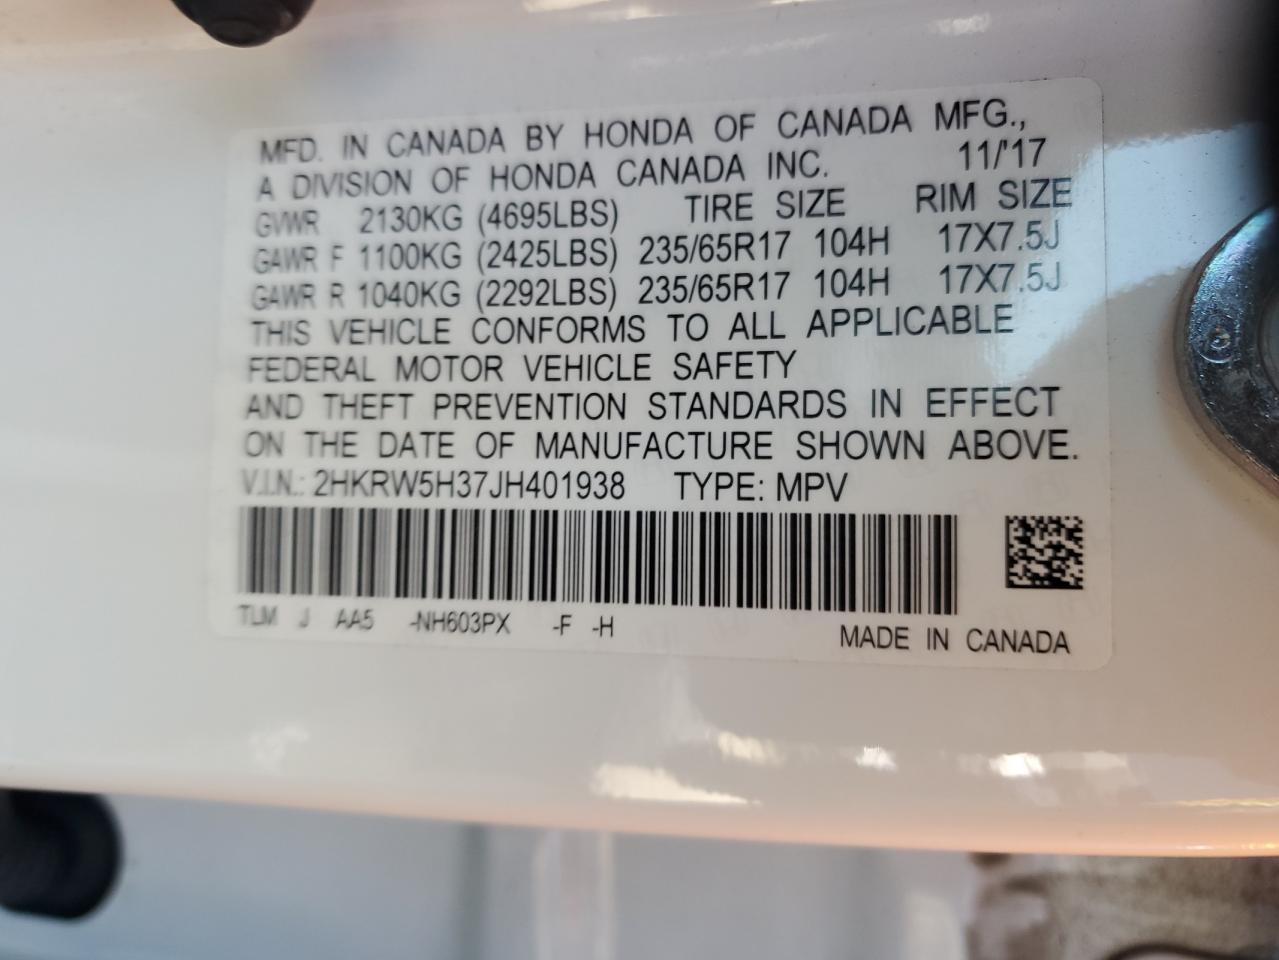 MFD. IN CANADA BY HONDA OF CANADA MFG.,
A DIVISION OF HONDA CANADA INC. 11/'17
GVWR 2130KG (4695LBS) TIRE SIZE RIM SIZE
GAWR F 1100KG (2425LBS) 235/65R17 104H 17X7.5J
GAWR R 1040KG (2292LBS) 235/65R17 104H 17X7.5J
THIS VEHICLE CONFORMS TO ALL APPLICABLE
FEDERAL MOTOR VEHICLE SAFETY
AND THEFT PREVENTION STANDARDS IN EFFECT
ON THE DATE OF MANUFACTURE SHOWN ABOVE.
V.I.N.: 2HKRW5H37JH401938 TYPE: MPV
TLM J AA5 -NH603PX -F -H
MADE IN CANADA